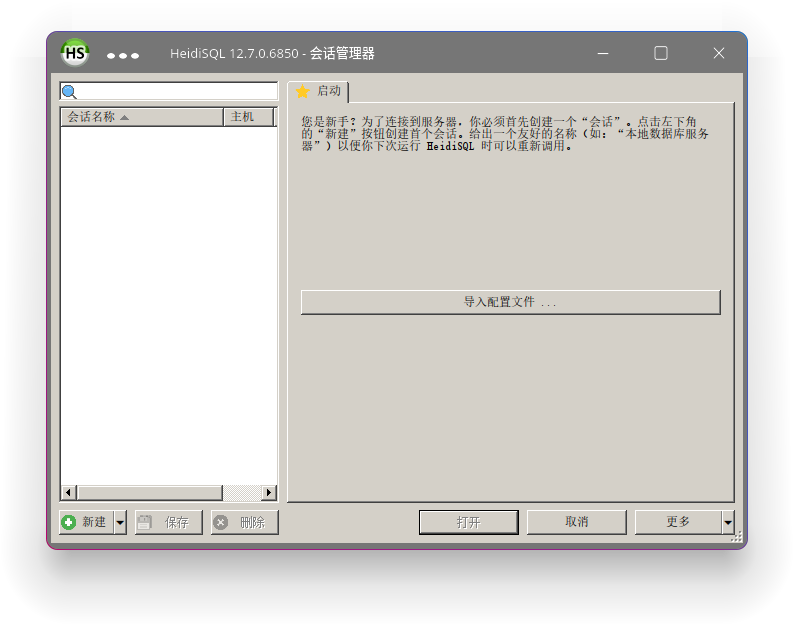 HS
HeidiSQL 12.7.0.6850 - 会话管理器
启动
会话名称
主机
您是新手？为了连接到服务器，你必须首先创建一个“会话”。点击左下角
的“新建”按钮创建首个会话。给出一个友好的名称（如：“本地数据库服务
器”）以便你下次运行 HeidiSQL 时可以重新调用。
导入配置文件 ...
新建
保存
删除
打开
取消
更多